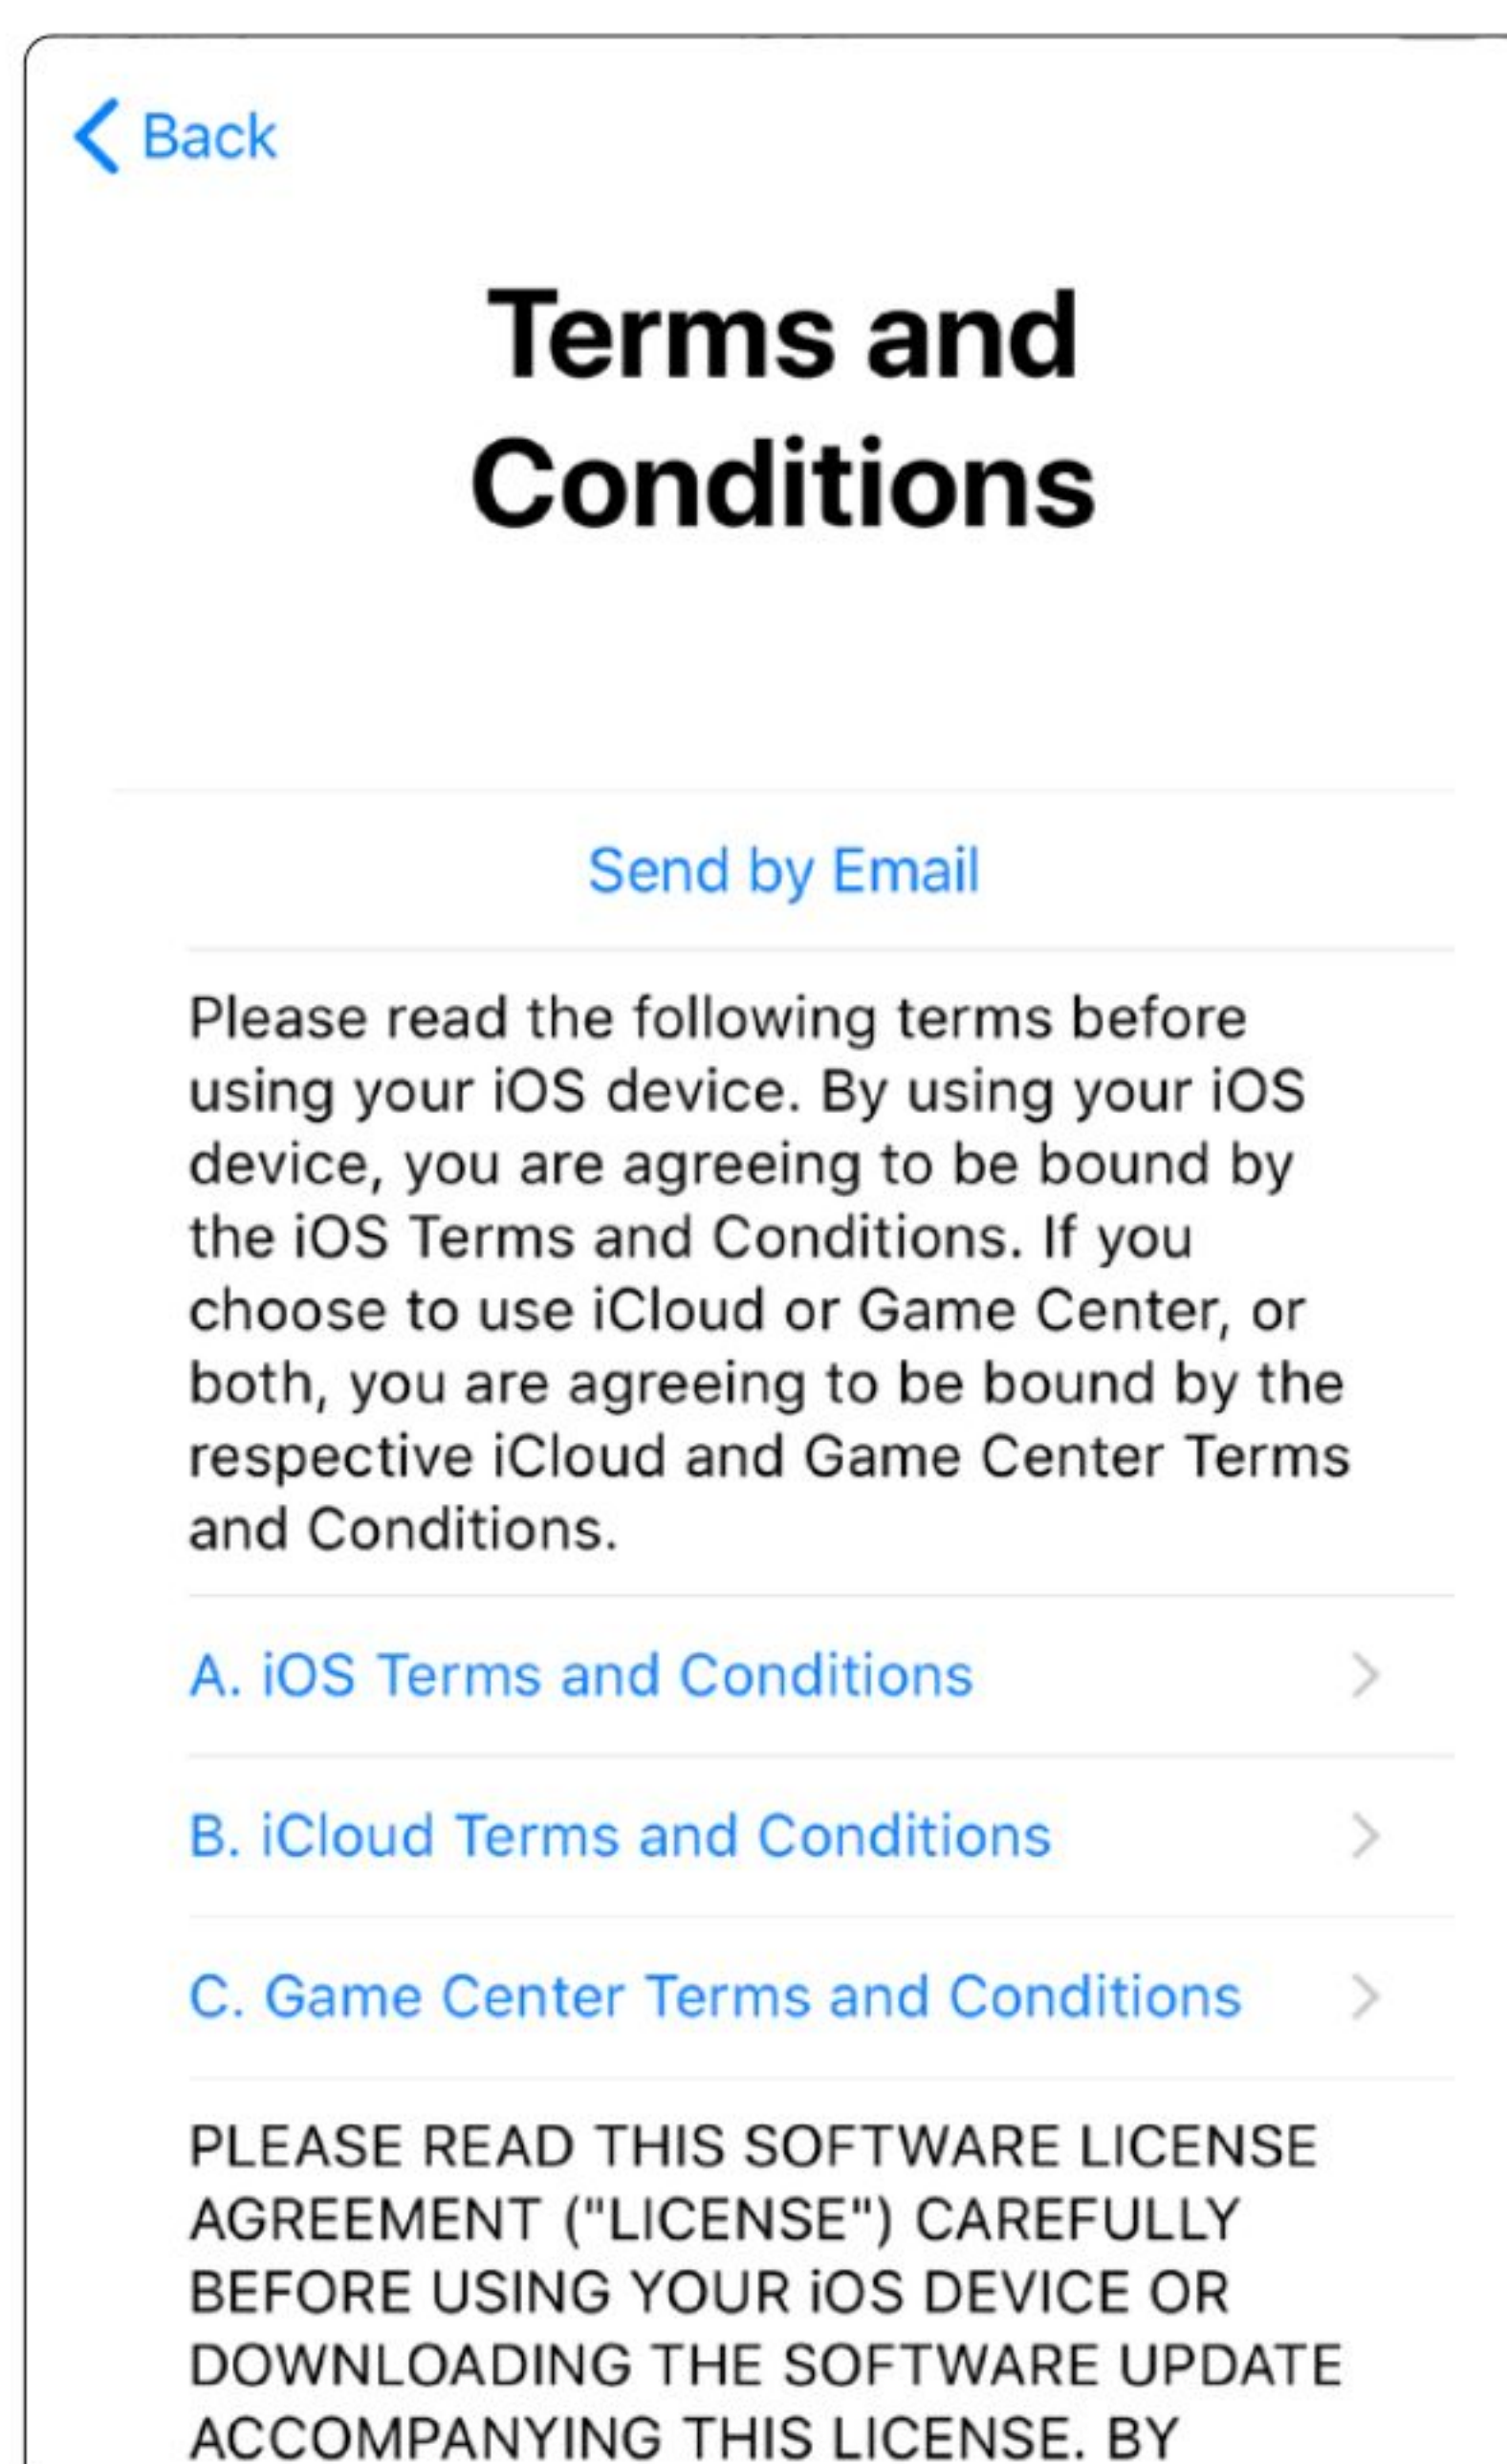 Back
Terms and
Conditions
Send by Email
Please read the following terms before
using your iOS device. By using your iOS
device, you are agreeing to be bound by
the iOS Terms and Conditions. If you
choose to use iCloud or Game Center, or
both, you are agreeing to be bound by the
respective iCloud and Game Center Terms
and Conditions.
A. iOS Terms and Conditions
B. iCloud Terms and Conditions
C. Game Center Terms and Conditions
PLEASE READ THIS SOFTWARE LICENSE
AGREEMENT ("LICENSE") CAREFULLY
BEFORE USING YOUR iOS DEVICE OR
DOWNLOADING THE SOFTWARE UPDATE
ACCOMPANYING THIS LICENSE. BY